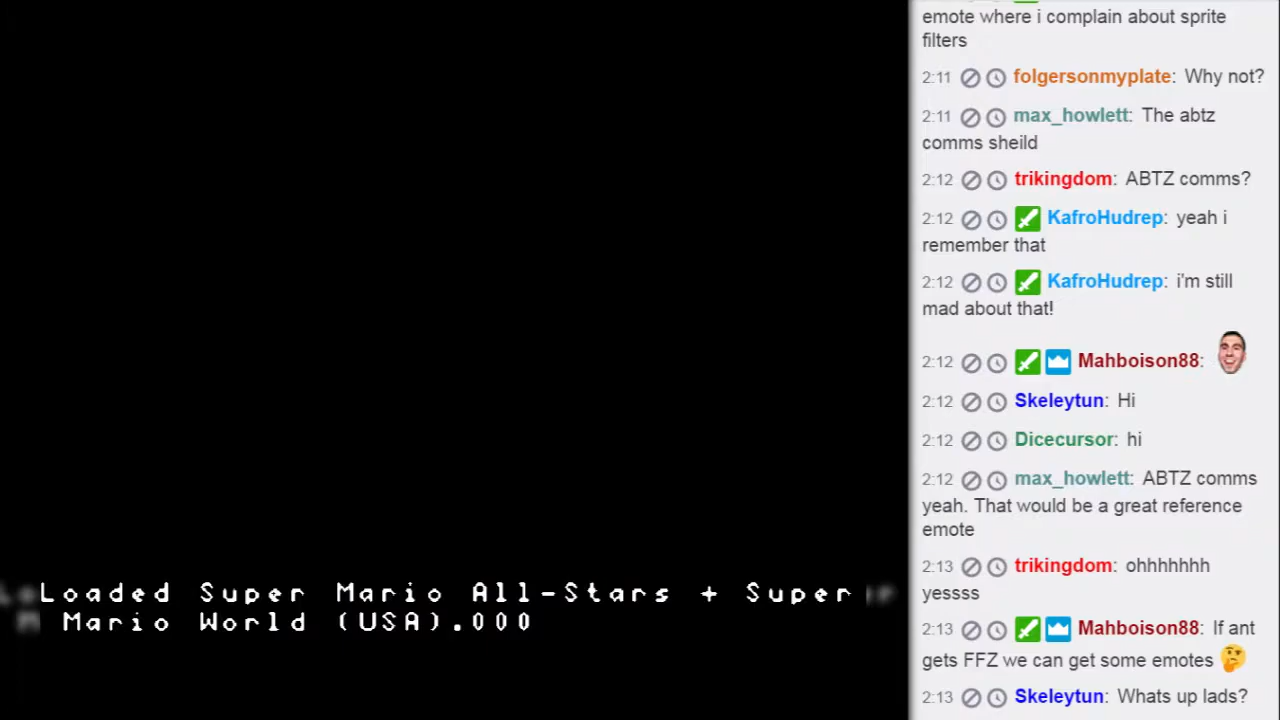 Loaded Super Mario All-Stars + Super
Mario World (USA).000
emote where i complain about sprite
filters
2:11 folgersonmyplate: Why not?
2:11 max_howlett: The abtz
comms sheild
2:12 trikingdom: ABTZ comms?
2:12 KafroHudrep: yeah i
remember that
2:12 KafroHudrep: i'm still
mad about that!
2:12 Mahboison88:
2:12 Skeleytun: Hi
2:12 Dicecursor: hi
2:12 max_howlett: ABTZ comms
yeah. That would be a great reference
emote
2:13 trikingdom: ohhhhhhh
yessss
2:13 Mahboison88: If ant
gets FFZ we can get some emotes 🤔
2:13 Skeleytun: Whats up lads?